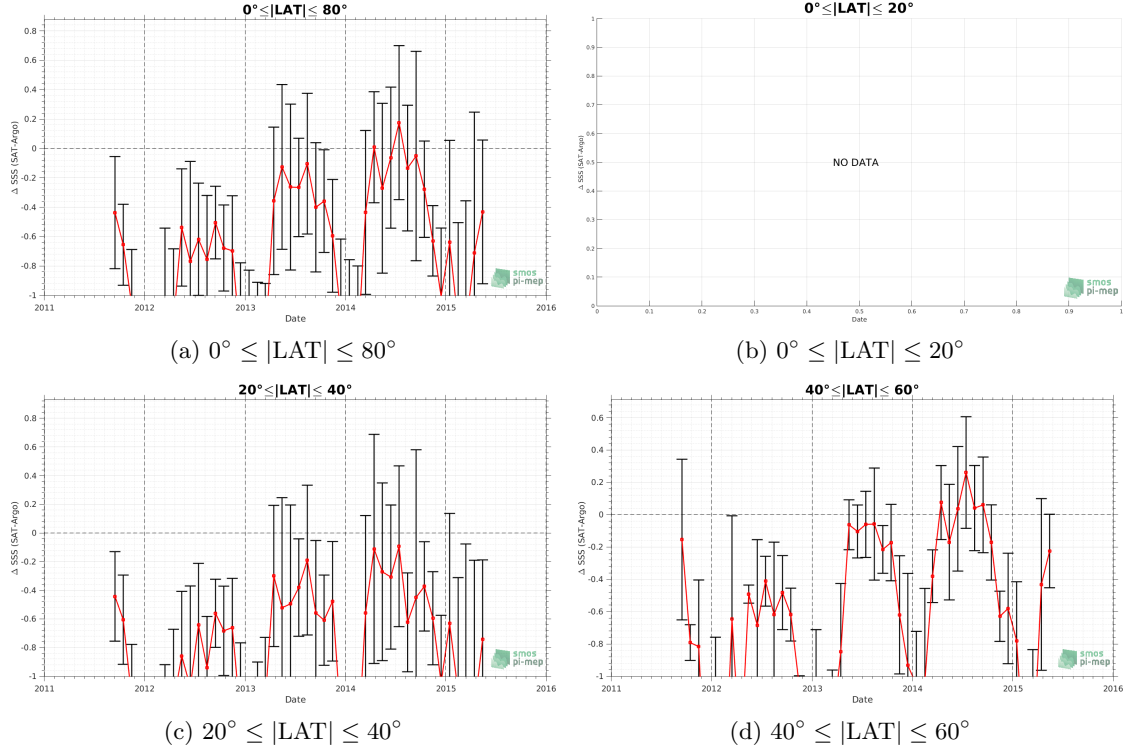 0°≤|LAT|≤ 80°
0.8
0.6
0.4
0.2
0
-0.2
-0.4
-0.6
-0.8
-1
Δ SSS (SAT-Argo)
2011 2012 2013 2014 2015 2016
Date
smos
pi-mep
(a) 0° ≤ |LAT| ≤ 80°
0°≤|LAT|≤ 20°
1
0.9
0.8
0.7
0.6
0.5
0.4
0.3
0.2
0.1
0
Δ SSS (SAT-Argo)
NO DATA
0 0.1 0.2 0.3 0.4 0.5 0.6 0.7 0.8 0.9 1
Date
smos
pi-mep
(b) 0° ≤ |LAT| ≤ 20°
20°≤|LAT|≤ 40°
0.8
0.6
0.4
0.2
0
-0.2
-0.4
-0.6
-0.8
-1
Δ SSS (SAT-Argo)
2011 2012 2013 2014 2015 2016
Date
smos
pi-mep
(c) 20° ≤ |LAT| ≤ 40°
40°≤|LAT|≤ 60°
0.6
0.4
0.2
0
-0.2
-0.4
-0.6
-0.8
-1
Δ SSS (SAT-Argo)
2011 2012 2013 2014 2015 2016
Date
smos
pi-mep
(d) 40° ≤ |LAT| ≤ 60°